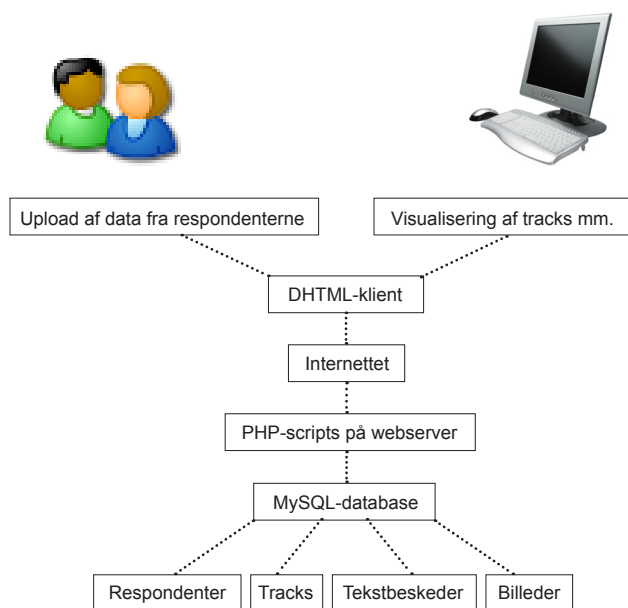 Upload af data fra respondenterne
Visualisering af tracks mm.
DHTML-klient
Internettet
PHP-scripts på webserver
MySQL-database
Respondenter
Tracks
Tekstbeskeder
Billeder